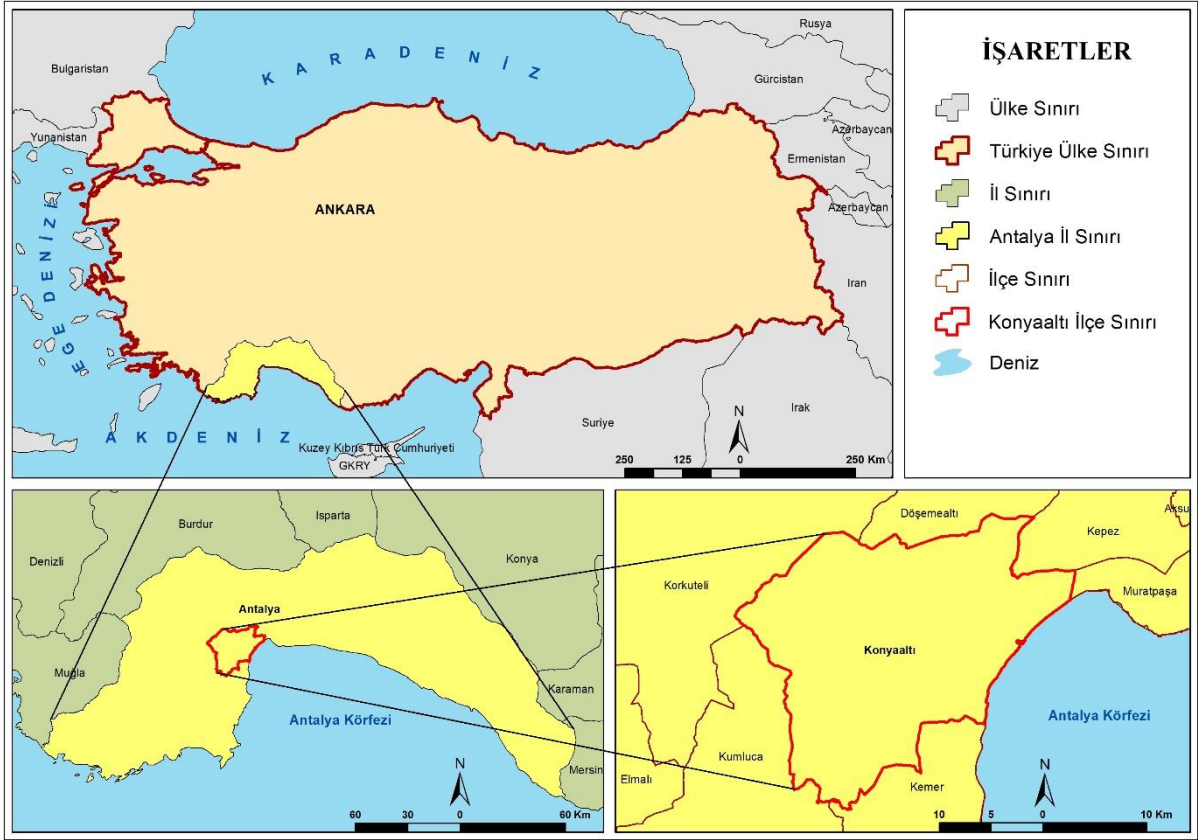 Rusya
Bulgaristan
KARADENİZ
Gürcistan
Yunanistan
Azerbaycan
Ermenistan
Azerbaycan
ANKARA
EGE DENİZİ
Iran
Suriye
Irak
AKDENİZ
Kuzey Kıbrıs Türk Cumhuriyeti
GKRY
N
250 125 0 250 Km
İŞARETLER
Ülke Sınırı
Türkiye Ülke Sınırı
İl Sınırı
Antalya İl Sınırı
İlçe Sınırı
Konyaaltı İlçe Sınırı
Deniz
Isparta
Burdur
Denizli
Konya
Antalya
Muğla
Karaman
Antalya Körfezi
Mersin
N
60 30 0 60 Km
Döşemealtı
Aksu
Kepez
Korkuteli
Muratpaşa
Konyaaltı
Antalya Körfezi
Kumluca
Elmalı
Kemer
N
10 5 0 10 Km